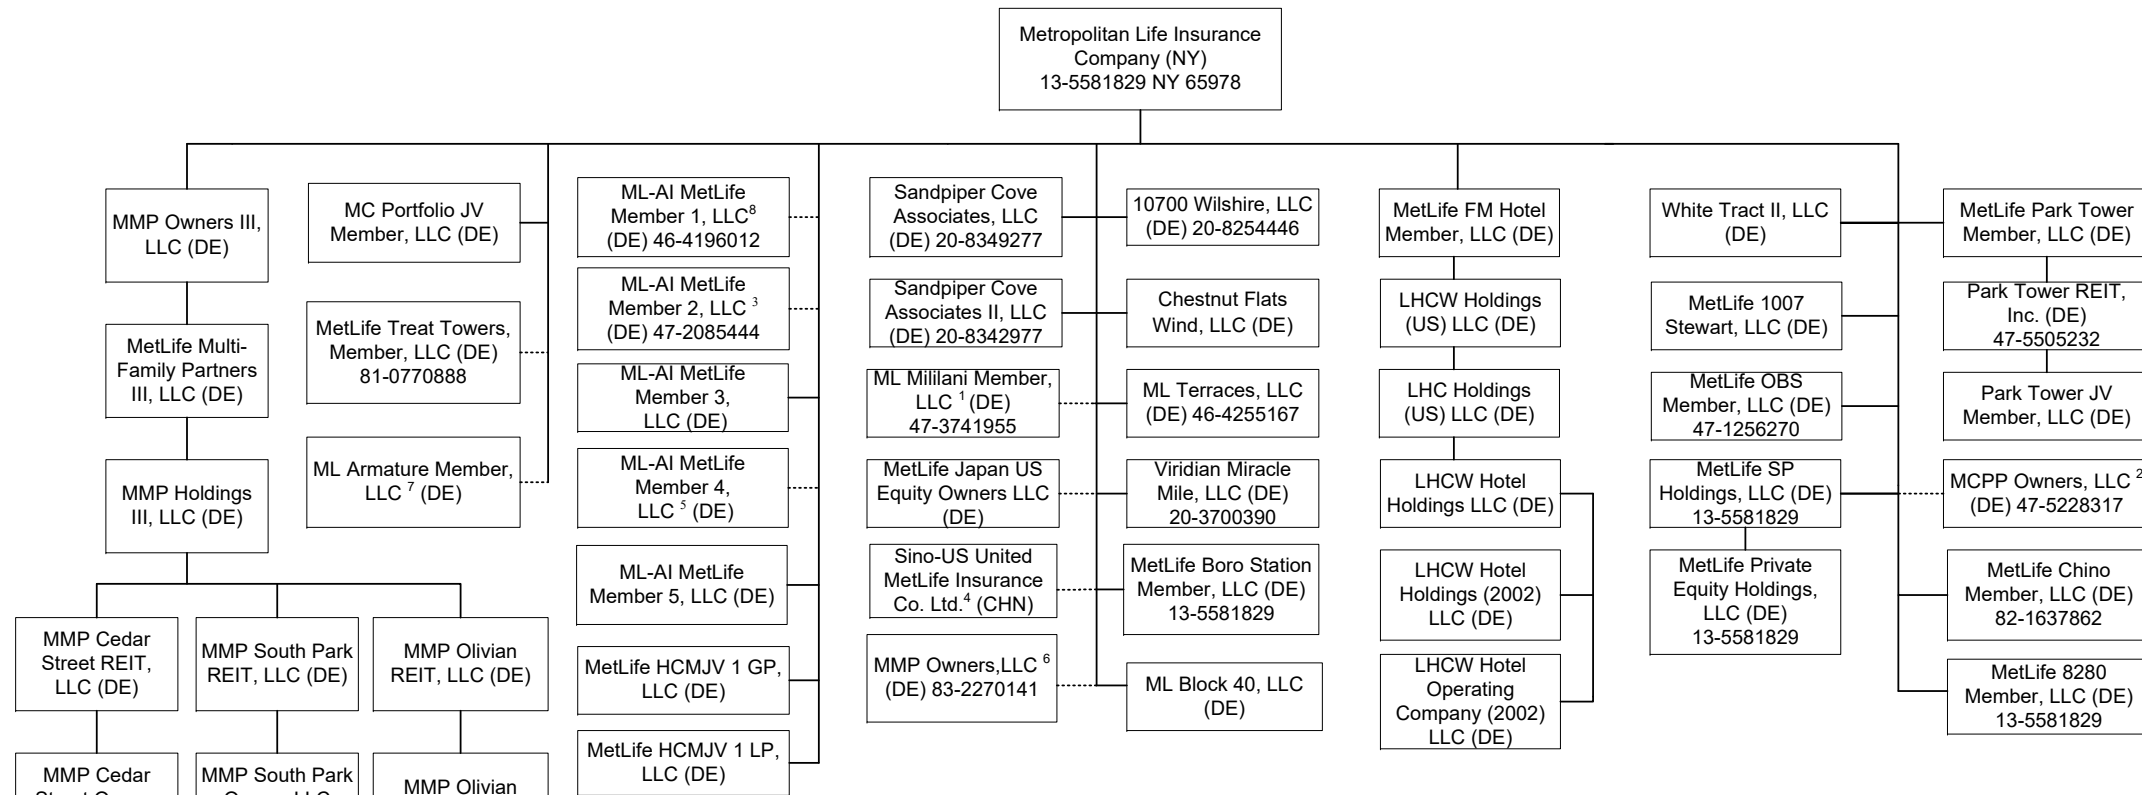 Metropolitan Life Insurance
Company (NY)
13-5581829 NY 65978
MMP Owners III,
LLC (DE)
MetLife Multi-
Family Partners
III, LLC (DE)
MMP Holdings
III, LLC (DE)
MMP Cedar
Street REIT,
LLC (DE)
MMP South Park
REIT, LLC (DE)
MMP Olivian
REIT, LLC (DE)
MMP Cedar
MMP South Park
MMP Olivian
MC Portfolio JV
Member, LLC (DE)
MetLife Treat Towers,
Member, LLC (DE)
81-0770888
ML Armature Member,
LLC 7 (DE)
ML-AI MetLife
Member 1, LLC8
(DE) 46-4196012
ML-AI MetLife
Member 2, LLC 3
(DE) 47-2085444
ML-AI MetLife
Member 3,
LLC (DE)
ML-AI MetLife
Member 4,
LLC 5 (DE)
ML-AI MetLife
Member 5, LLC (DE)
MetLife HCMJV 1 GP,
LLC (DE)
MetLife HCMJV 1 LP,
LLC (DE)
Sandpiper Cove
Associates, LLC
(DE) 20-8349277
Sandpiper Cove
Associates II, LLC
(DE) 20-8342977
ML Mililani Member,
LLC 1 (DE)
47-3741955
MetLife Japan US
Equity Owners LLC
(DE)
Sino-US United
MetLife Insurance
Co. Ltd.4 (CHN)
MMP Owners,LLC 6
(DE) 83-2270141
10700 Wilshire, LLC
(DE) 20-8254446
Chestnut Flats
Wind, LLC (DE)
ML Terraces, LLC
(DE) 46-4255167
Viridian Miracle
Mile, LLC (DE)
20-3700390
MetLife Boro Station
Member, LLC (DE)
13-5581829
ML Block 40, LLC
(DE)
MetLife FM Hotel
Member, LLC (DE)
LHCW Holdings
(US) LLC (DE)
LHC Holdings
(US) LLC (DE)
LHCW Hotel
Holdings LLC (DE)
LHCW Hotel
Holdings (2002)
LLC (DE)
LHCW Hotel
Operating
Company (2002)
LLC (DE)
White Tract II, LLC
(DE)
MetLife 1007
Stewart, LLC (DE)
MetLife OBS
Member, LLC (DE)
47-1256270
MetLife SP
Holdings, LLC (DE)
13-5581829
MetLife Private
Equity Holdings,
LLC (DE)
13-5581829
MetLife Park Tower
Member, LLC (DE)
Park Tower REIT,
Inc. (DE)
47-5505232
Park Tower JV
Member, LLC (DE)
MCPP Owners, LLC 2
(DE) 47-5228317
MetLife Chino
Member, LLC (DE)
82-1637862
MetLife 8280
Member, LLC (DE)
13-5581829